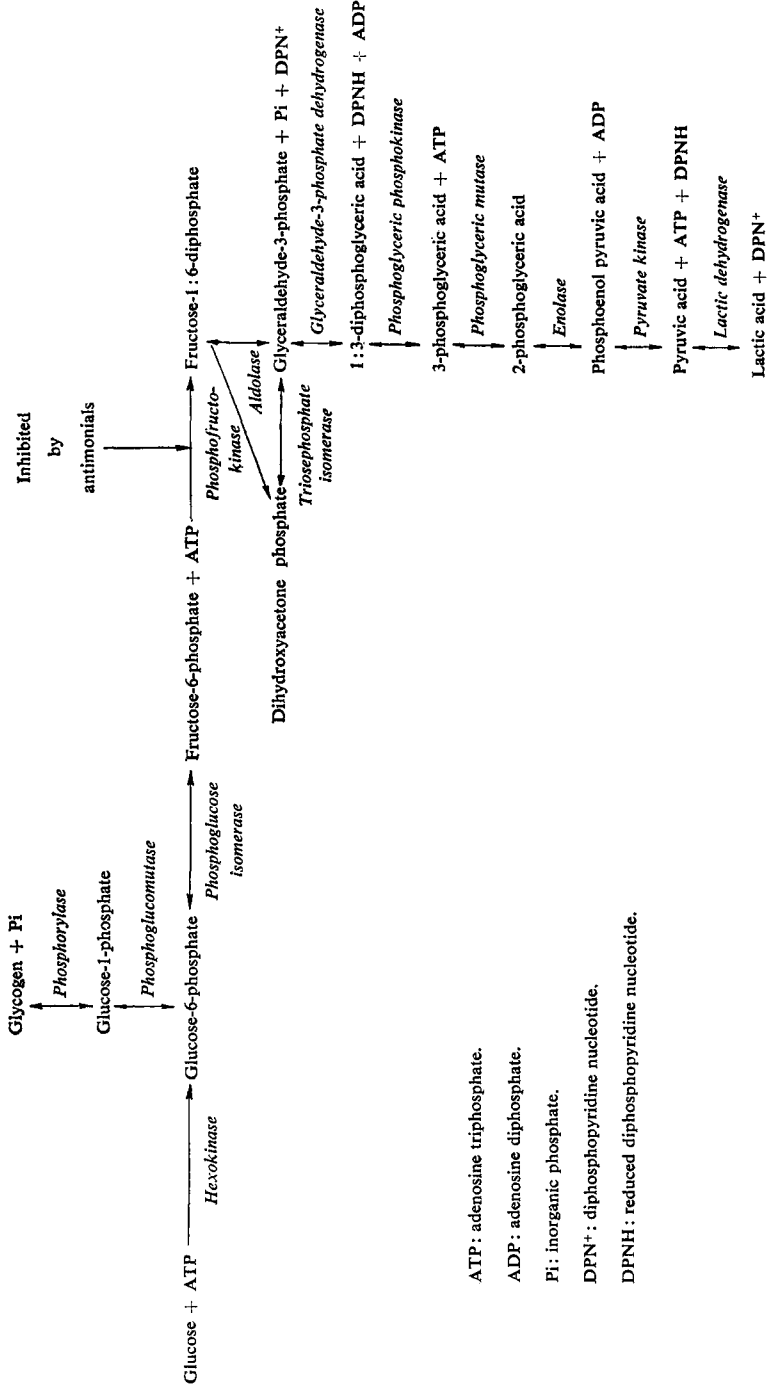 Glycogen + Pi
Phosphorylase
Glucose-1-phosphate
Phosphoglucomutase
Glucose + ATP
Hexokinase
Glucose-6-phosphate
Phosphoglucose
isomerase
Fructose-6-phosphate + ATP
Inhibited
by
antimonials
Phosphofructo-
kinase
Fructose-1:6-diphosphate
Aldolase
Dihydroxyacetone phosphate
Triosephosphate
isomerase
Glyceraldehyde-3-phosphate + Pi + DPN+
Glyceraldehyde-3-phosphate dehydrogenase
1:3-diphosphoglyceric acid + DPNH + ADP
Phosphoglyceric phosphokinase
3-phosphoglyceric acid + ATP
Phosphoglyceric mutase
2-phosphoglyceric acid
Enolase
Phosphoenol pyruvic acid + ADP
Pyruvate kinase
Pyruvic acid + ATP + DPNH
Lactic dehydrogenase
Lactic acid + DPN+
ATP: adenosine triphosphate.
ADP: adenosine diphosphate.
Pi: inorganic phosphate.
DPN+: diphosphopyridine nucleotide.
DPNH: reduced diphosphopyridine nucleotide.